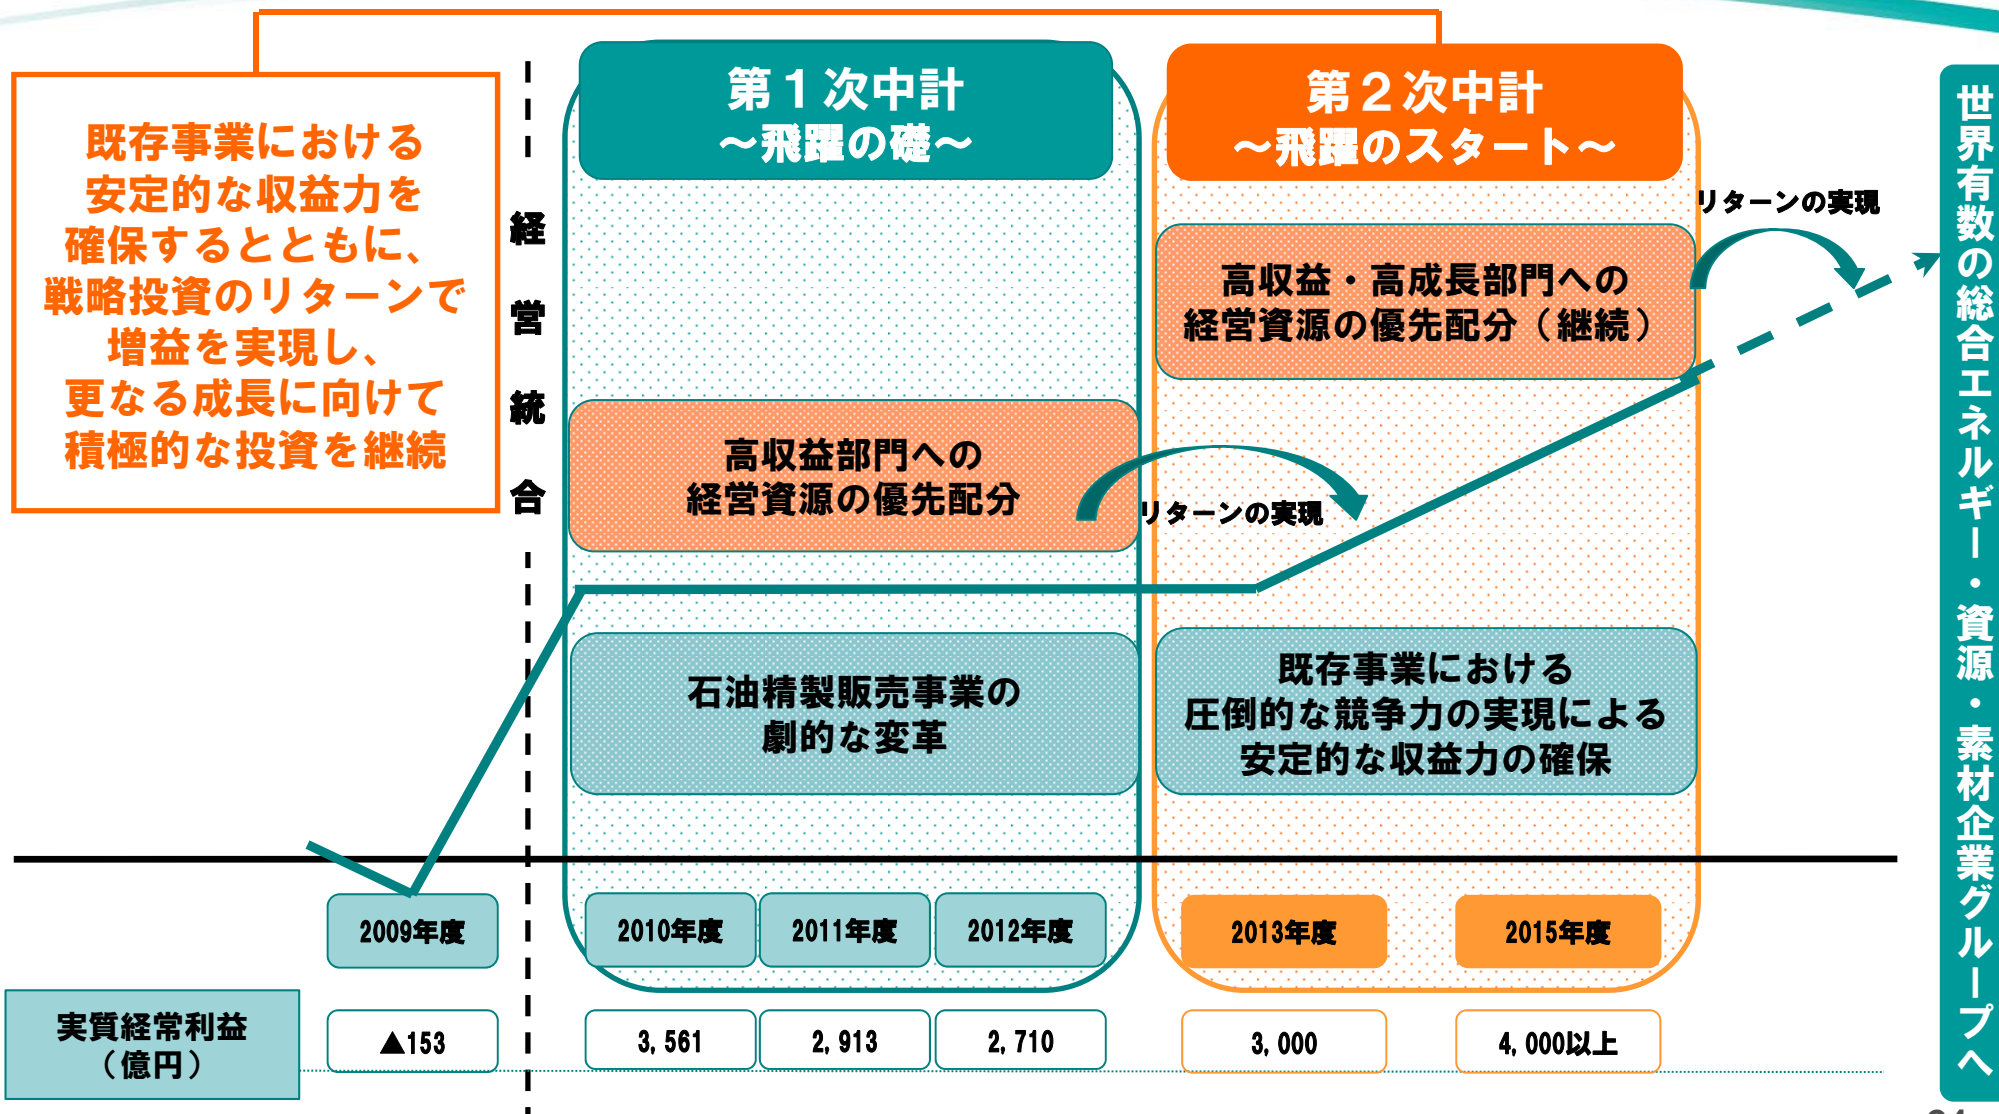 既存事業における
安定的な収益力を
確保するとともに、
戦略投資のリターンで
増益を実現し、
更なる成長に向けて
積極的な投資を継続
経営統合
第1次中計
～飛躍の礎～
高収益部門への
経営資源の優先配分
リターンの実現
石油精製販売事業の
劇的な変革
第2次中計
～飛躍のスタート～
高収益・高成長部門への
経営資源の優先配分（継続）
リターンの実現
既存事業における
圧倒的な競争力の実現による
安定的な収益力の確保
世界有数の総合エネルギー・資源・素材企業グループへ
2009年度
2010年度
2011年度
2012年度
2013年度
2015年度
実質経常利益
（億円）
▲153
3,561
2,913
2,710
3,000
4,000以上